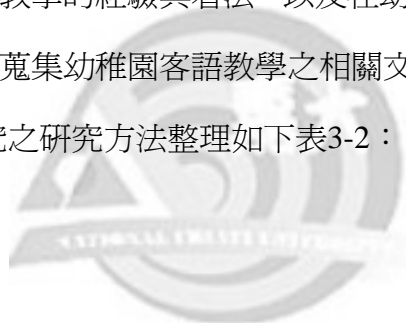 教學的經驗與看法，以及在幼
蒐集幼稚園客語教學之相關文
究之研究方法整理如下表3-2：